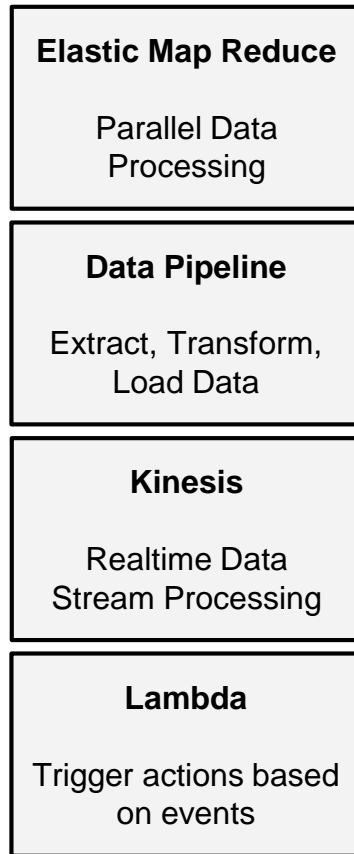 Elastic Map Reduce
Parallel Data
Processing
Data Pipeline
Extract, Transform,
Load Data
Kinesis
Realtime Data
Stream Processing
Lambda
Trigger actions based
on events